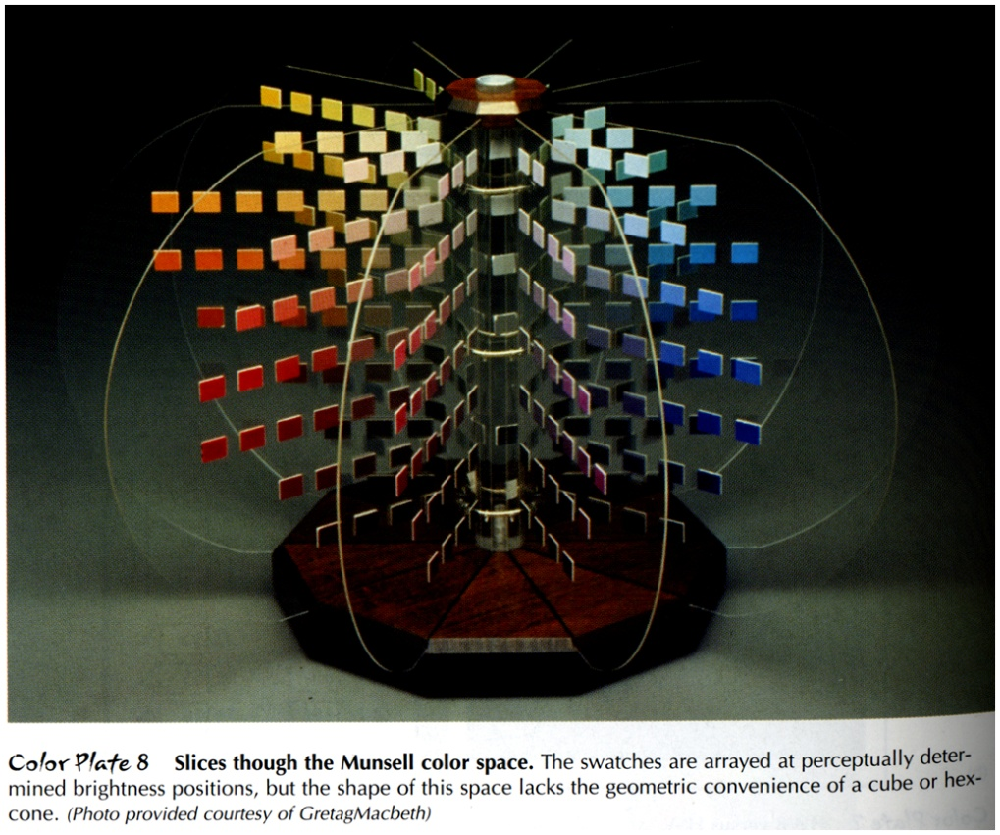 Color Plate 8 Slices though the Munsell color space. The swatches are arrayed at perceptually deter-
mined brightness positions, but the shape of this space lacks the geometric convenience of a cube or hex-
cone. (Photo provided courtesy of GretagMacbeth)